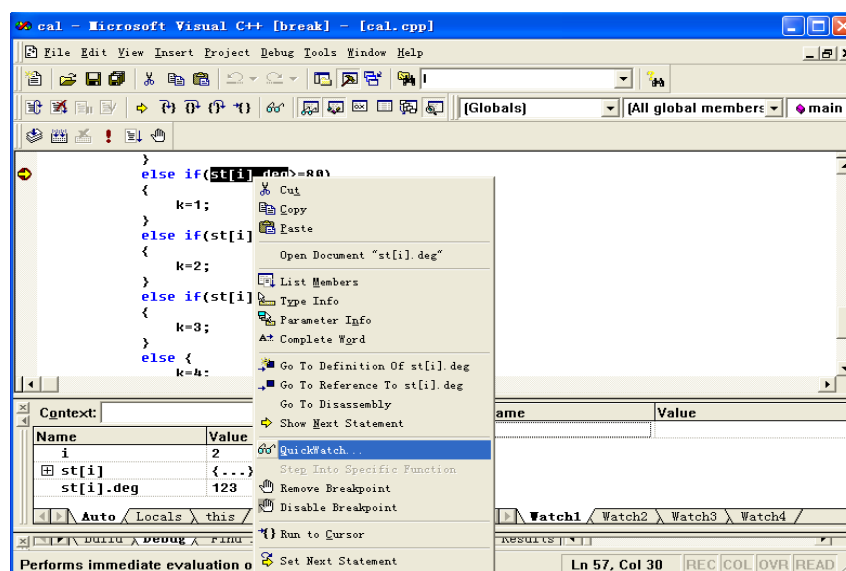 cal - Microsoft Visual C++ [break] - [cal.cpp]
File Edit View Insert Project Debug Tools Window Help
(Globals) (All global members main
}
else if(st[i].deg>=80)
{
k=1;
}
else if(st[i]
{
k=2;
}
else if(st[i]
{
k=3;
}
else {
k=4;
Cut
Copy
Paste
Open Document "st[i].deg"
List Members
Type Info
Parameter Info
Complete Word
Go To Definition Of st[i].deg
Go To Reference To st[i].deg
Go To Disassembly
Show Next Statement
QuickWatch...
Step Into Specific Function
Remove Breakpoint
Disable Breakpoint
Run to Cursor
Set Next Statement
Context:
Name Value
i 2
st[i] {...}
st[i].deg 123
Auto Locals this
ame Value
Watch1 Watch2 Watch3 Watch4
Build Debug Find Results
Performs immediate evaluation o
Ln 57, Col 30 REC COL OVR READ